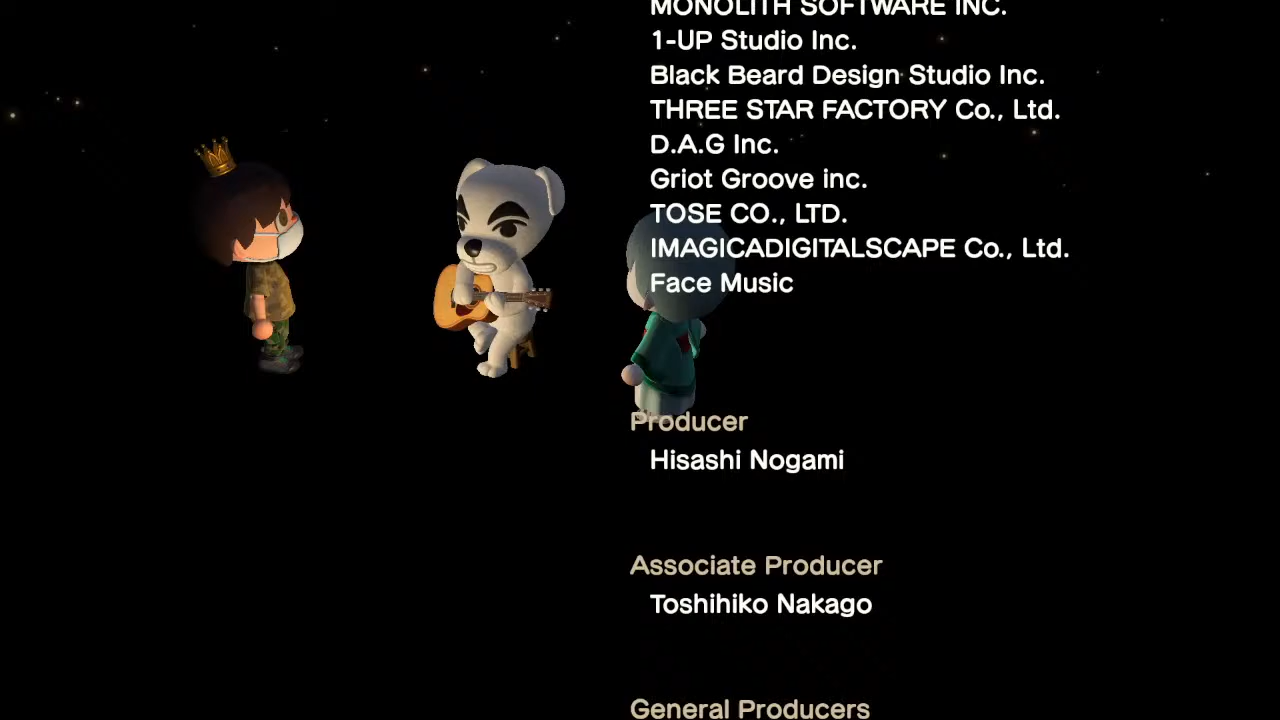 MONOLITH SOFTWARE INC.
1-UP Studio Inc.
Black Beard Design Studio Inc.
THREE STAR FACTORY Co., Ltd.
D.A.G Inc.
Griot Groove inc.
TOSE CO., LTD.
IMAGICADIGITALSCAPE Co., Ltd.
Face Music
Producer
Hisashi Nogami
Associate Producer
Toshihiko Nakago
General Producers